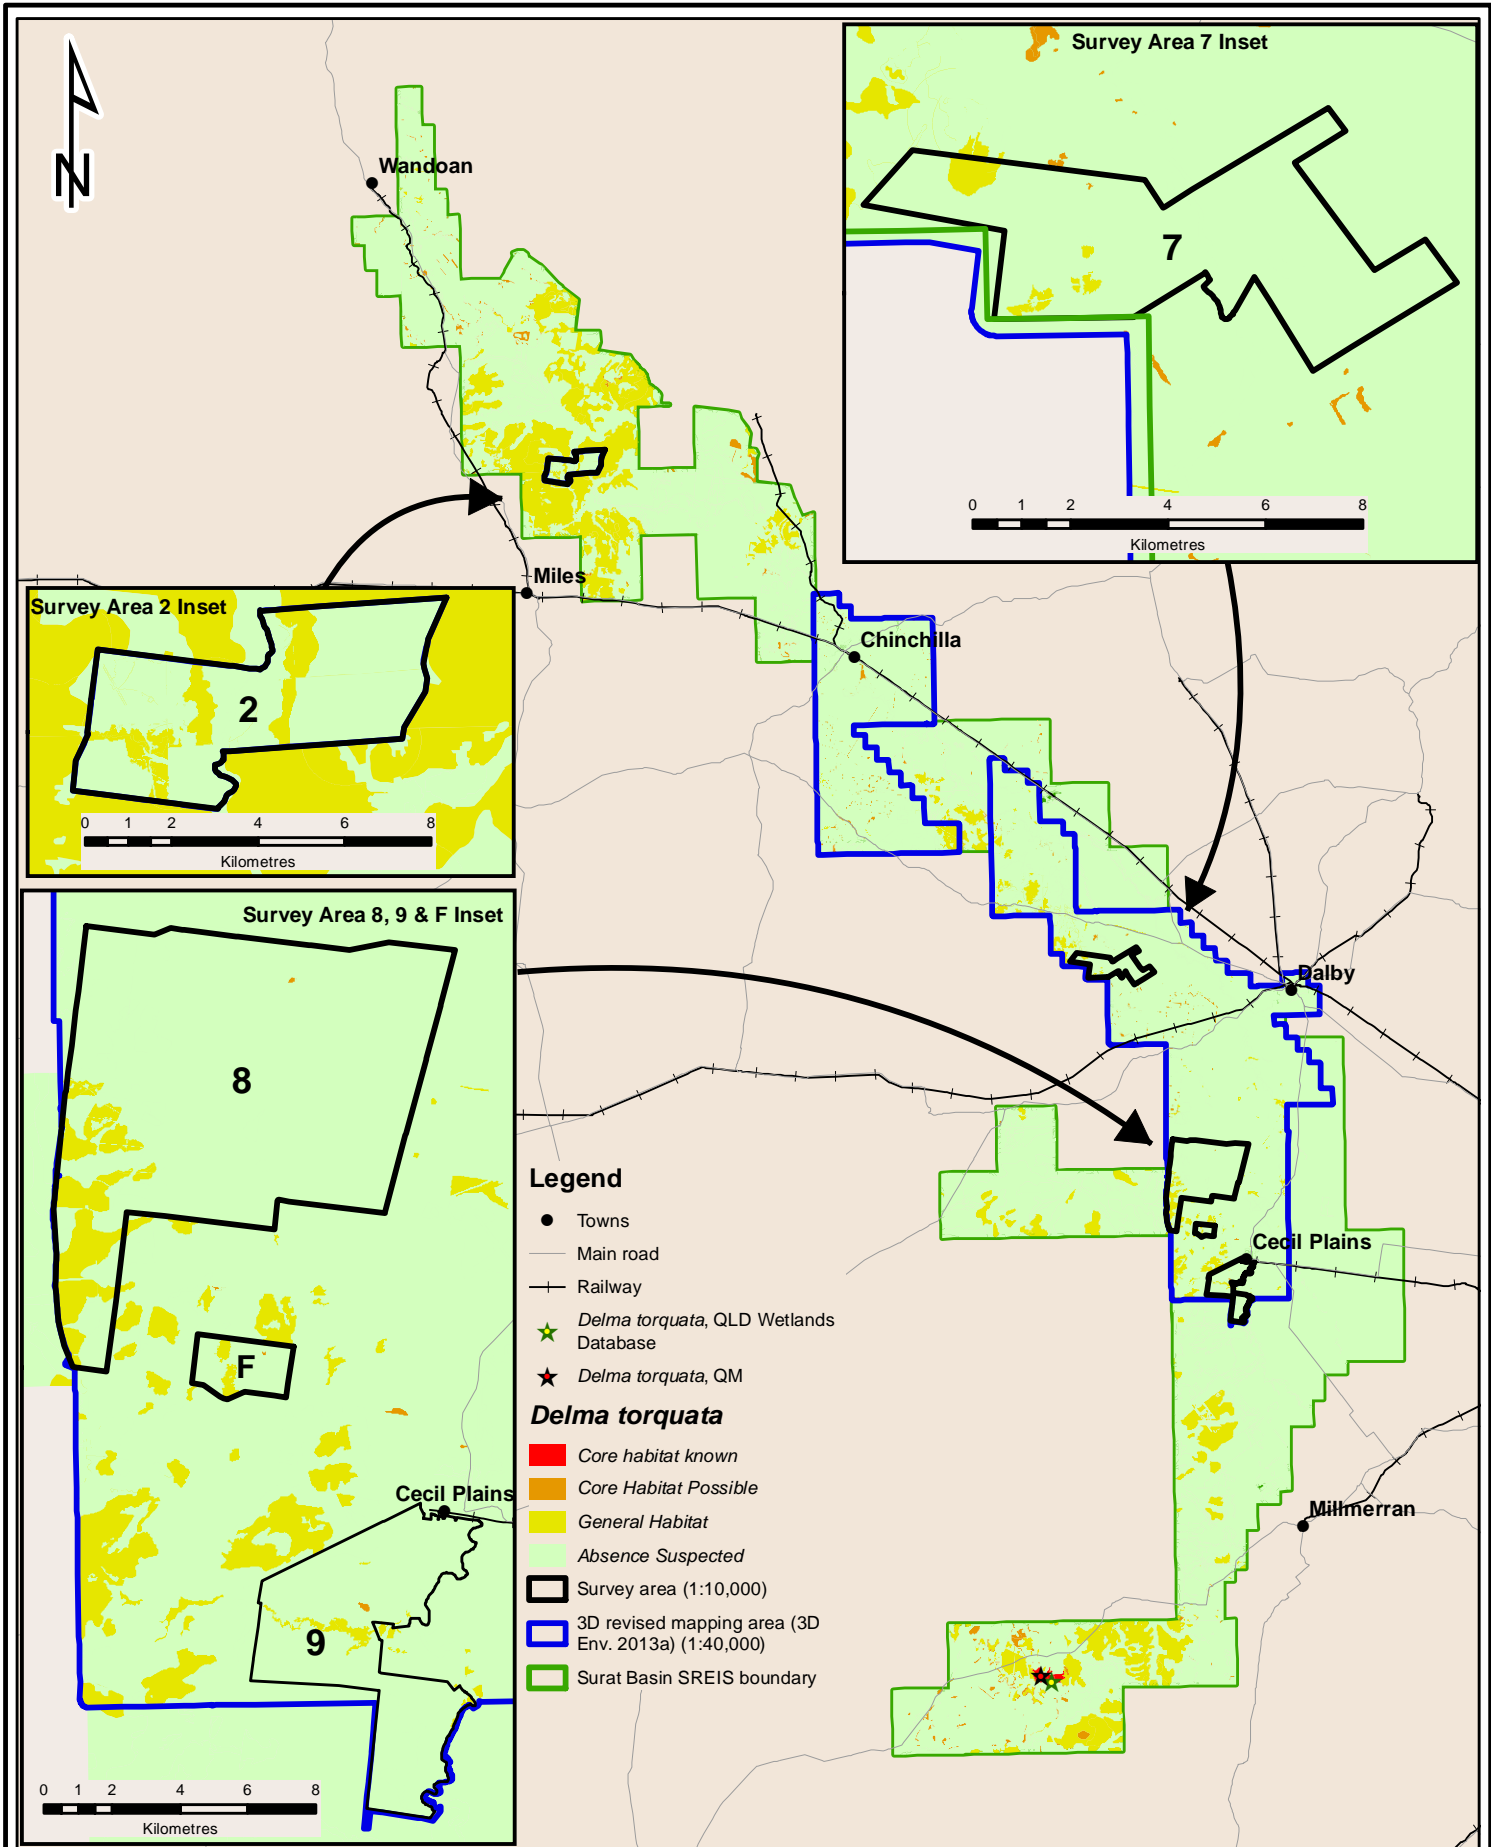 N
Wandoan
Miles
Chinchilla
Dalby
Cecil Plains
Millmerran
Survey Area 7 Inset
7
0 1 2 4 6 8
Kilometres
Survey Area 2 Inset
2
0 1 2 4 6 8
Kilometres
Survey Area 8, 9 & F Inset
8
F
Cecil Plains
9
0 1 2 4 6 8
Kilometres
Legend
Towns
Main road
Railway
Delma torquata, QLD Wetlands
Database
Delma torquata, QM
Delma torquata
Core habitat known
Core Habitat Possible
General Habitat
Absence Suspected
Survey area (1:10,000)
3D revised mapping area (3D
Env. 2013a) (1:40,000)
Surat Basin SREIS boundary